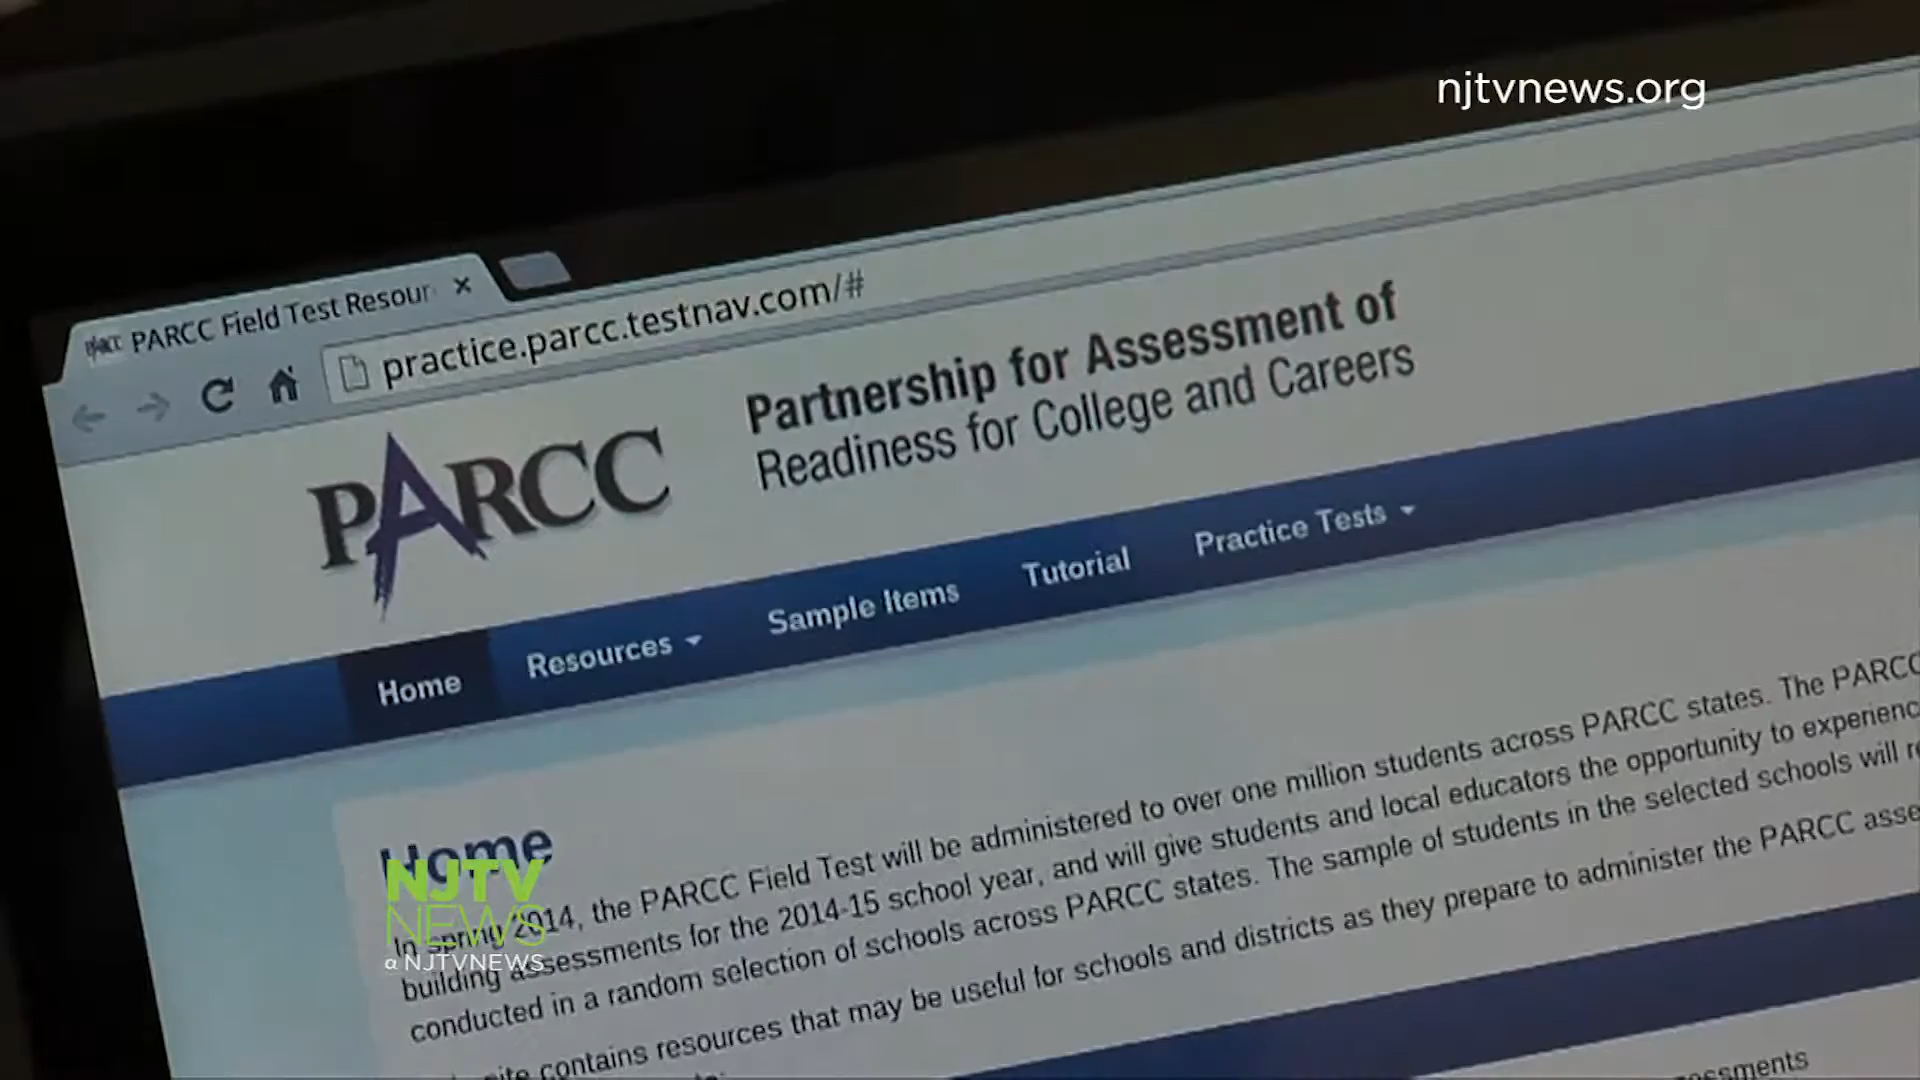 njtvnews.org
PARCC Field Test Resour
practice.parcc.testnav.com/#
PARCC
Partnership for Assessment of
Readiness for College and Careers
Home
Resources
Sample Items
Tutorial
Practice Tests
Home
In spring 2014, the PARCC Field Test will be administered to over one million students across PARCC states. The PARCC
building assessments for the 2014-15 school year, and will give students and local educators the opportunity to experienc
conducted in a random selection of schools across PARCC states. The sample of students in the selected schools will r
site contains resources that may be useful for schools and districts as they prepare to administer the PARCC asse
NJTV
NEWS
@NJTVNEWS
ssments